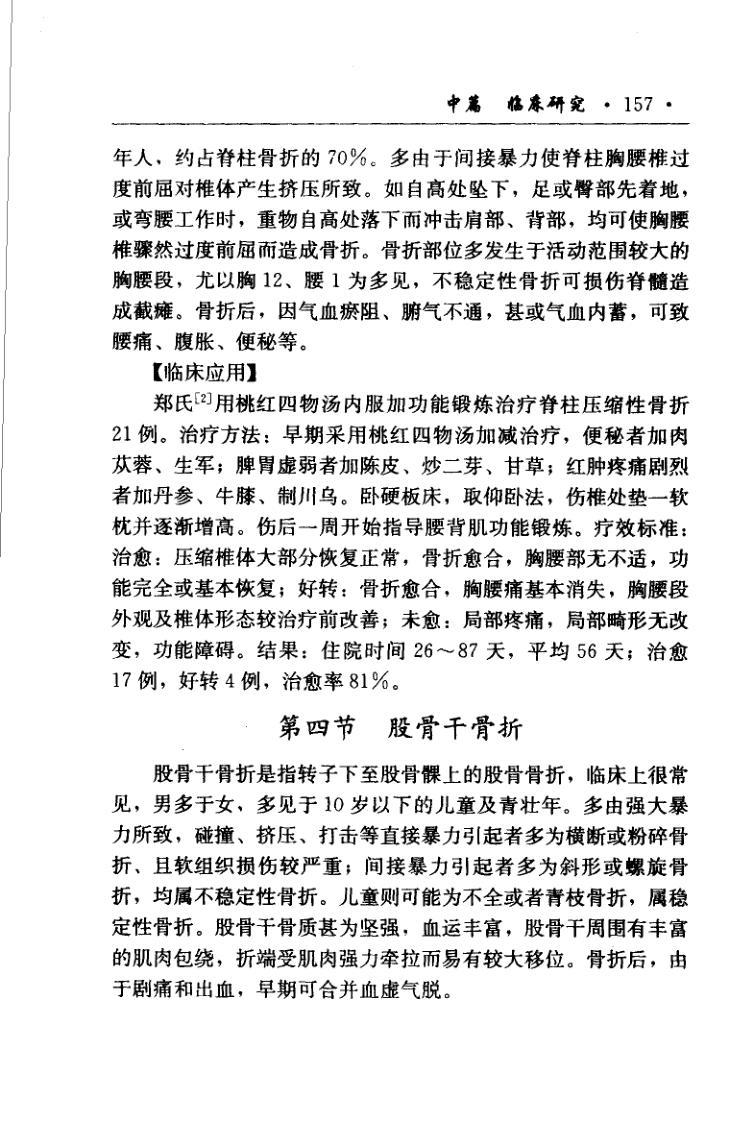 中篇 临床研究 · 157 ·
年人，约占脊柱骨折的 70%。多由于间接暴力使脊柱胸腰椎过
度前屈对椎体产生挤压所致。如自高处坠下，足或臀部先着地，
或弯腰工作时，重物自高处落下而冲击肩部、背部，均可使胸腰
椎骤然过度前屈而造成骨折。骨折部位多发生于活动范围较大的
胸腰段，尤以胸 12、腰 1 为多见，不稳定性骨折可损伤脊髓造
成截瘫。骨折后，因气血瘀阻、腑气不通，甚或气血内蓄，可致
腰痛、腹胀、便秘等。
【临床应用】
郑氏[2]用桃红四物汤内服加功能锻炼治疗脊柱压缩性骨折
21 例。治疗方法：早期采用桃红四物汤加减治疗，便秘者加肉
苁蓉、生军；脾胃虚弱者加陈皮、炒二芽、甘草；红肿疼痛剧烈
者加丹参、牛膝、制川乌。卧硬板床，取仰卧法，伤椎处垫一软
枕并逐渐增高。伤后一周开始指导腰背肌功能锻炼。疗效标准：
治愈：压缩椎体大部分恢复正常，骨折愈合，胸腰部无不适，功
能完全或基本恢复；好转：骨折愈合，胸腰痛基本消失，胸腰段
外观及椎体形态较治疗前改善；未愈：局部疼痛，局部畸形无改
变，功能障碍。结果：住院时间 26～87 天，平均 56 天；治愈
17 例，好转 4 例，治愈率 81%。
第四节 股骨干骨折
股骨干骨折是指转子下至股骨髁上的股骨骨折，临床上很常
见，男多于女，多见于 10 岁以下的儿童及青壮年。多由强大暴
力所致，碰撞、挤压、打击等直接暴力引起者多为横断或粉碎骨
折、且软组织损伤较严重；间接暴力引起者多为斜形或螺旋骨
折，均属不稳定性骨折。儿童则可能为不全或者青枝骨折，属稳
定性骨折。股骨干骨质甚为坚强，血运丰富，股骨干周围有丰富
的肌肉包绕，折端受肌肉强力牵拉而易有较大移位。骨折后，由
于剧痛和出血，早期可合并血虚气脱。